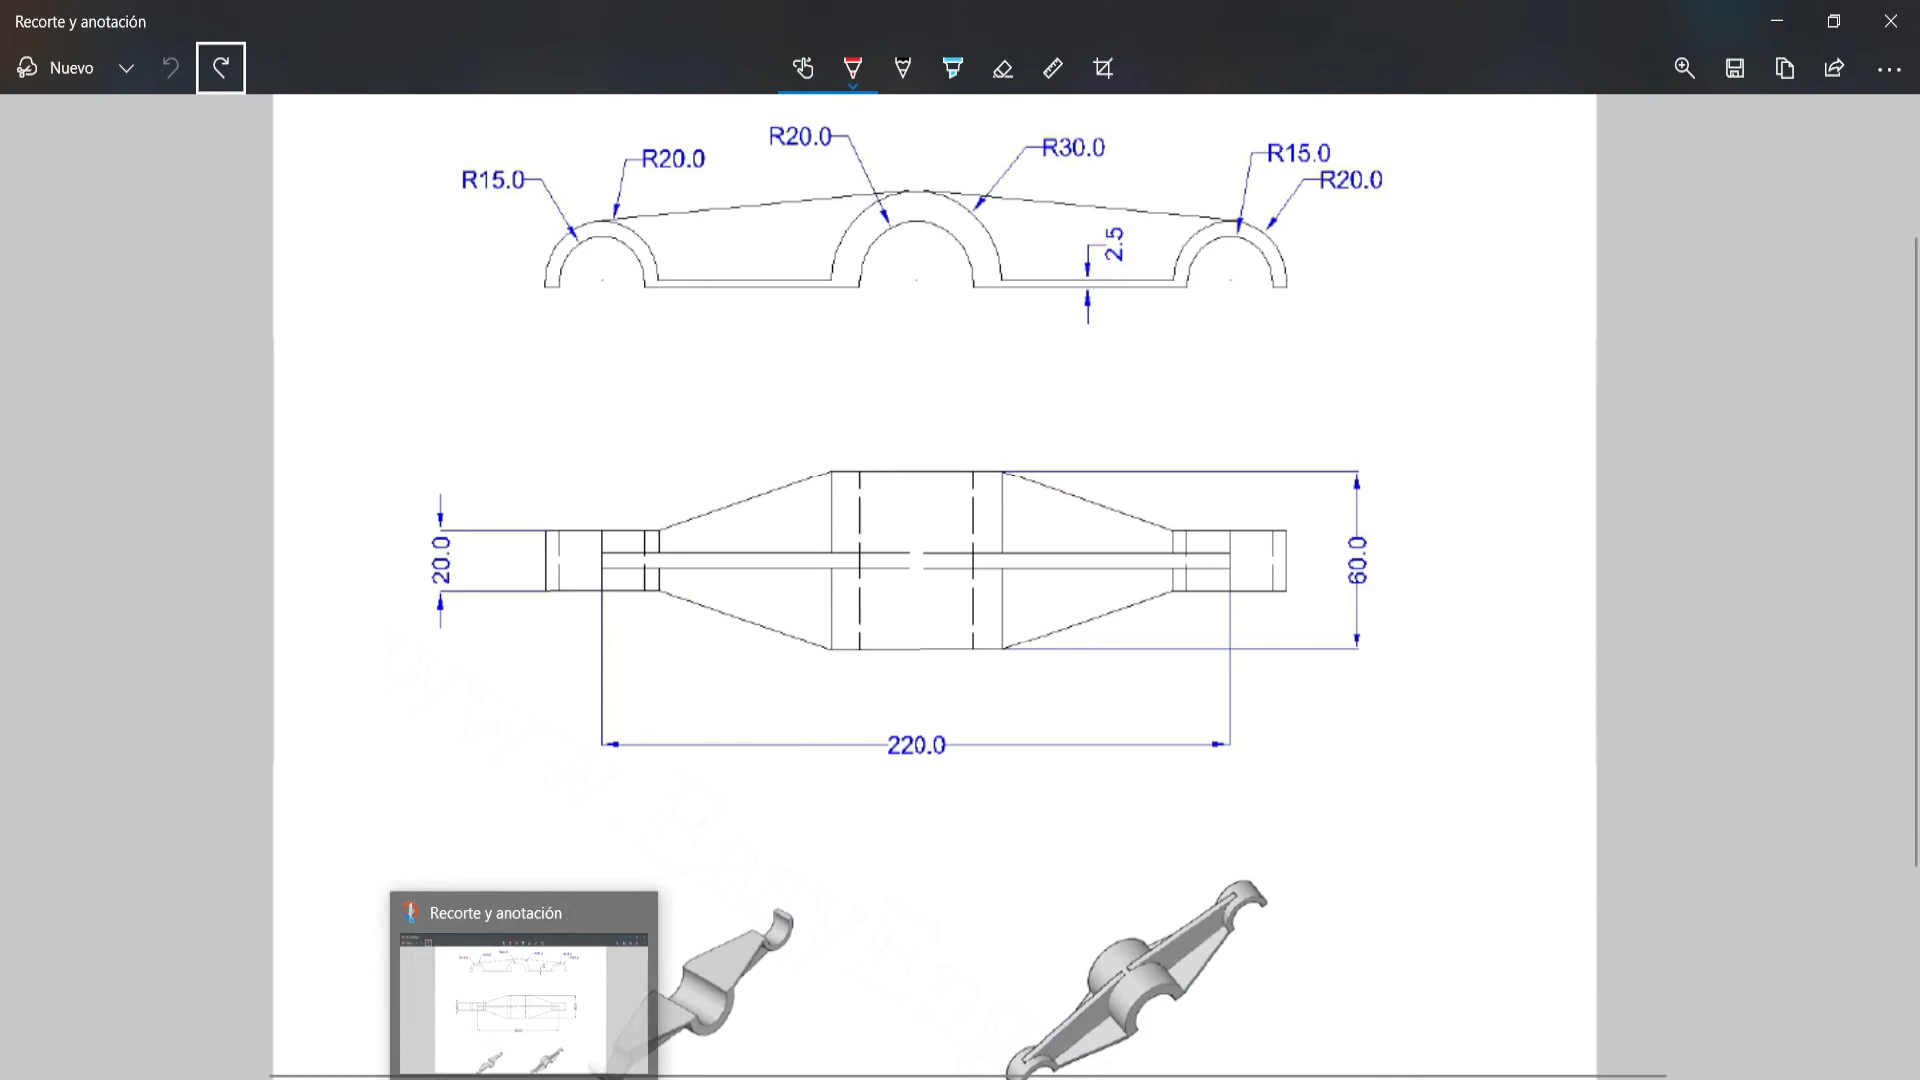 Recorte y anotación
Nuevo
R20.0
R30.0
R20.0
R15.0
R15.0
R20.0
2.5
20.0
60.0
220.0
Recorte y anotación